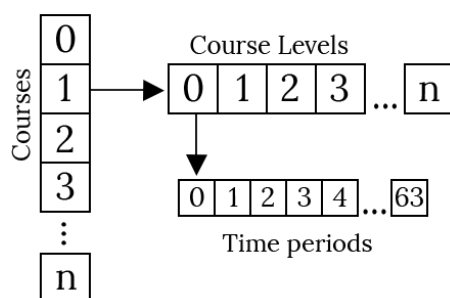 Courses
0
1
2
3
⋮
n
Course Levels
0 1 2 3 ... n
0 1 2 3 4 ... 63
Time periods